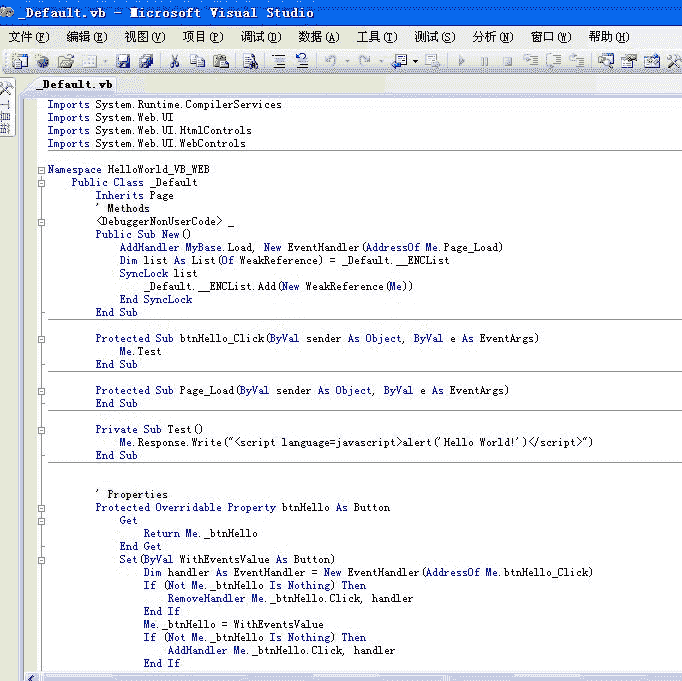 _Default.vb - Microsoft Visual Studio
文件(F) 编辑(E) 视图(V) 项目(P) 调试(D) 数据(A) 工具(T) 测试(S) 分析(N) 窗口(W) 帮助(H)
_Default.vb
Imports System.Runtime.CompilerServices
Imports System.Web.UI
Imports System.Web.UI.HtmlControls
Imports System.Web.UI.WebControls
Namespace HelloWorld_VB_WEB
Public Class _Default
Inherits Page
' Methods
<DebuggerNonUserCode> _
Public Sub New()
AddHandler MyBase.Load, New EventHandler(AddressOf Me.Page_Load)
Dim list As List(Of WeakReference) = _Default.__ENCList
SyncLock list
_Default.__ENCList.Add(New WeakReference(Me))
End SyncLock
End Sub
Protected Sub btnHello_Click(ByVal sender As Object, ByVal e As EventArgs)
Me.Test
End Sub
Protected Sub Page_Load(ByVal sender As Object, ByVal e As EventArgs)
End Sub
Private Sub Test()
Me.Response.Write("<script language=javascript>alert('Hello World!')</script>")
End Sub
' Properties
Protected Overridable Property btnHello As Button
Get
Return Me._btnHello
End Get
Set(ByVal WithEventsValue As Button)
Dim handler As EventHandler = New EventHandler(AddressOf Me.btnHello_Click)
If (Not Me._btnHello Is Nothing) Then
RemoveHandler Me._btnHello.Click, handler
End If
Me._btnHello = WithEventsValue
If (Not Me._btnHello Is Nothing) Then
AddHandler Me._btnHello.Click, handler
End If